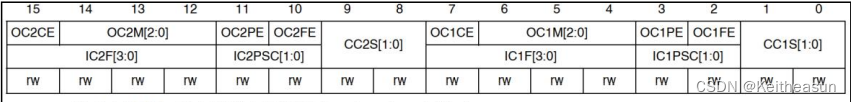 15 14 13 12 11 10 9 8 7 6 5 4 3 2 1 0
OC2CE OC2M[2:0] OC2PE OC2FE CC2S[1:0] OC1CE OC1M[2:0] OC1PE OC1FE CC1S[1:0]
IC2F[3:0] IC2PSC[1:0] IC1F[3:0] IC1PSC[1:0]
rw rw rw rw rw rw rw rw rw rw rw rw rw rw rw rw
CSDN @Keitheasun